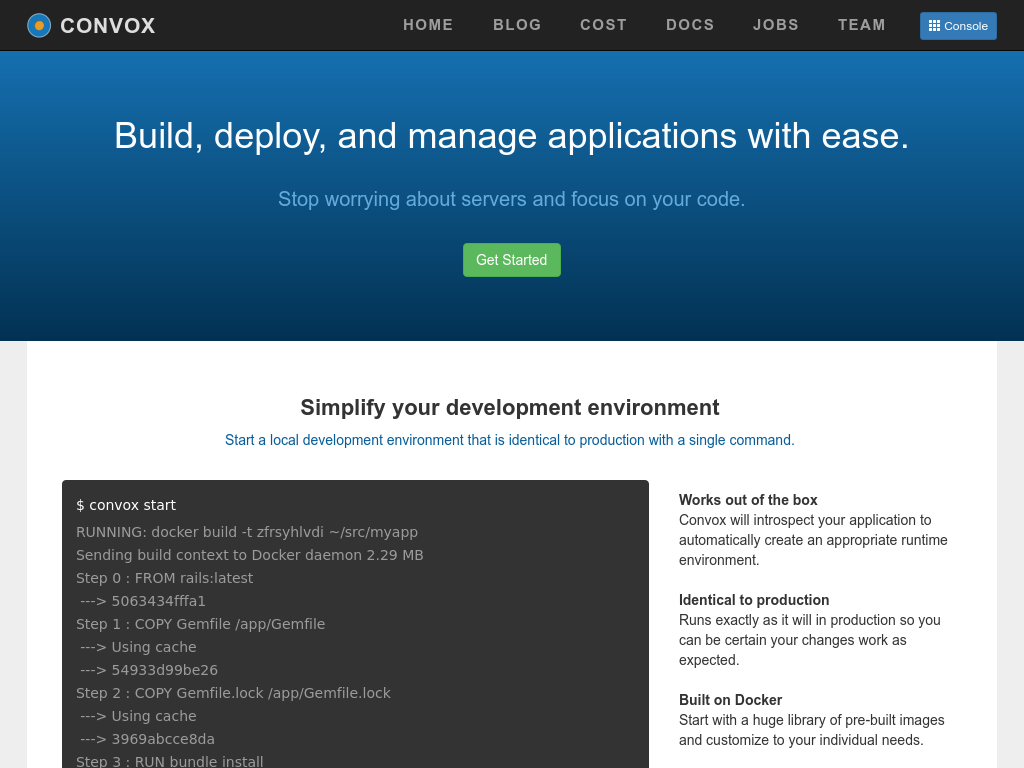 CONVOX
HOME BLOG COST DOCS JOBS TEAM Console
Build, deploy, and manage applications with ease.
Stop worrying about servers and focus on your code.
Get Started
Simplify your development environment
Start a local development environment that is identical to production with a single command.
$ convox start
RUNNING: docker build -t zfrsyhlvdi ~/src/myapp
Sending build context to Docker daemon 2.29 MB
Step 0 : FROM rails:latest
---> 5063434fffa1
Step 1 : COPY Gemfile /app/Gemfile
---> Using cache
---> 54933d99be26
Step 2 : COPY Gemfile.lock /app/Gemfile.lock
---> Using cache
---> 3969abcce8da
Step 3 : RUN bundle install
Works out of the box
Convox will introspect your application to
automatically create an appropriate runtime
environment.
Identical to production
Runs exactly as it will in production so you
can be certain your changes work as
expected.
Built on Docker
Start with a huge library of pre-built images
and customize to your individual needs.